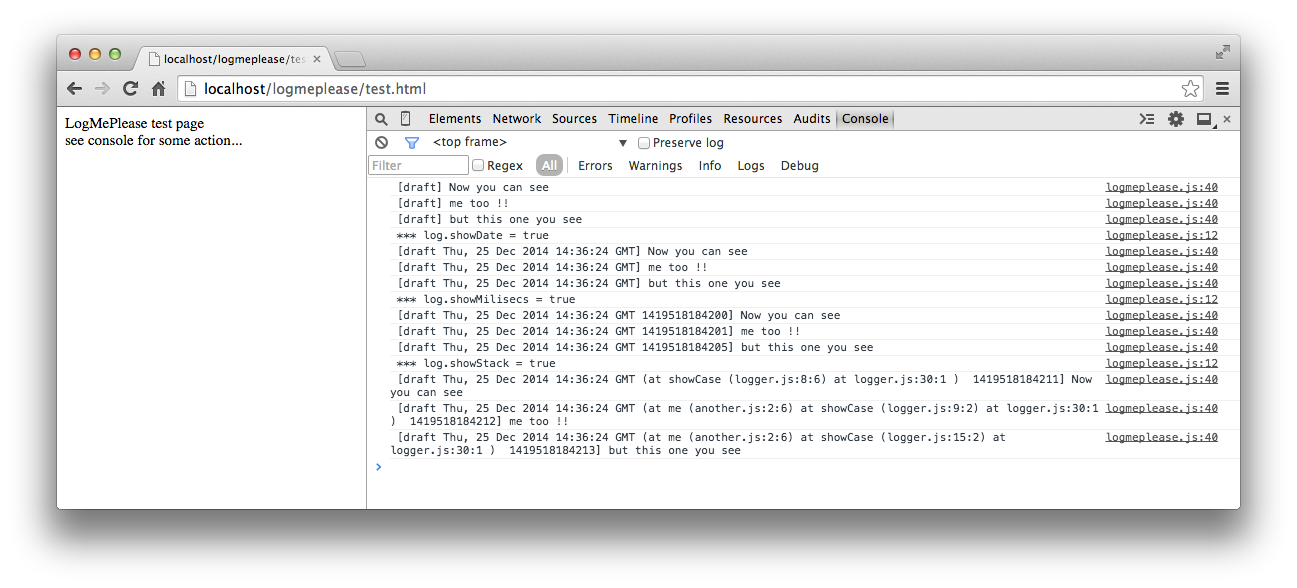 localhost/logmeplease/tes
localhost/logmeplease/test.html
LogMePlease test page
see console for some action...
Elements Network Sources Timeline Profiles Resources Audits Console
<top frame> Preserve log
Filter Regex All Errors Warnings Info Logs Debug
[draft] Now you can see logmeplease.js:40
[draft] me too !! logmeplease.js:40
[draft] but this one you see logmeplease.js:40
*** log.showDate = true logmeplease.js:12
[draft Thu, 25 Dec 2014 14:36:24 GMT] Now you can see logmeplease.js:40
[draft Thu, 25 Dec 2014 14:36:24 GMT] me too !! logmeplease.js:40
[draft Thu, 25 Dec 2014 14:36:24 GMT] but this one you see logmeplease.js:40
*** log.showMilisecs = true logmeplease.js:12
[draft Thu, 25 Dec 2014 14:36:24 GMT 1419518184200] Now you can see logmeplease.js:40
[draft Thu, 25 Dec 2014 14:36:24 GMT 1419518184201] me too !! logmeplease.js:40
[draft Thu, 25 Dec 2014 14:36:24 GMT 1419518184205] but this one you see logmeplease.js:40
*** log.showStack = true logmeplease.js:12
[draft Thu, 25 Dec 2014 14:36:24 GMT (at showCase (logger.js:8:6) at logger.js:30:1 )  1419518184211] Now logmeplease.js:40
you can see
[draft Thu, 25 Dec 2014 14:36:24 GMT (at me (another.js:2:6) at showCase (logger.js:9:2) at logger.js:30:1 logmeplease.js:40
)  1419518184212] me too !!
[draft Thu, 25 Dec 2014 14:36:24 GMT (at me (another.js:2:6) at showCase (logger.js:15:2) at logmeplease.js:40
logger.js:30:1 )  1419518184213] but this one you see